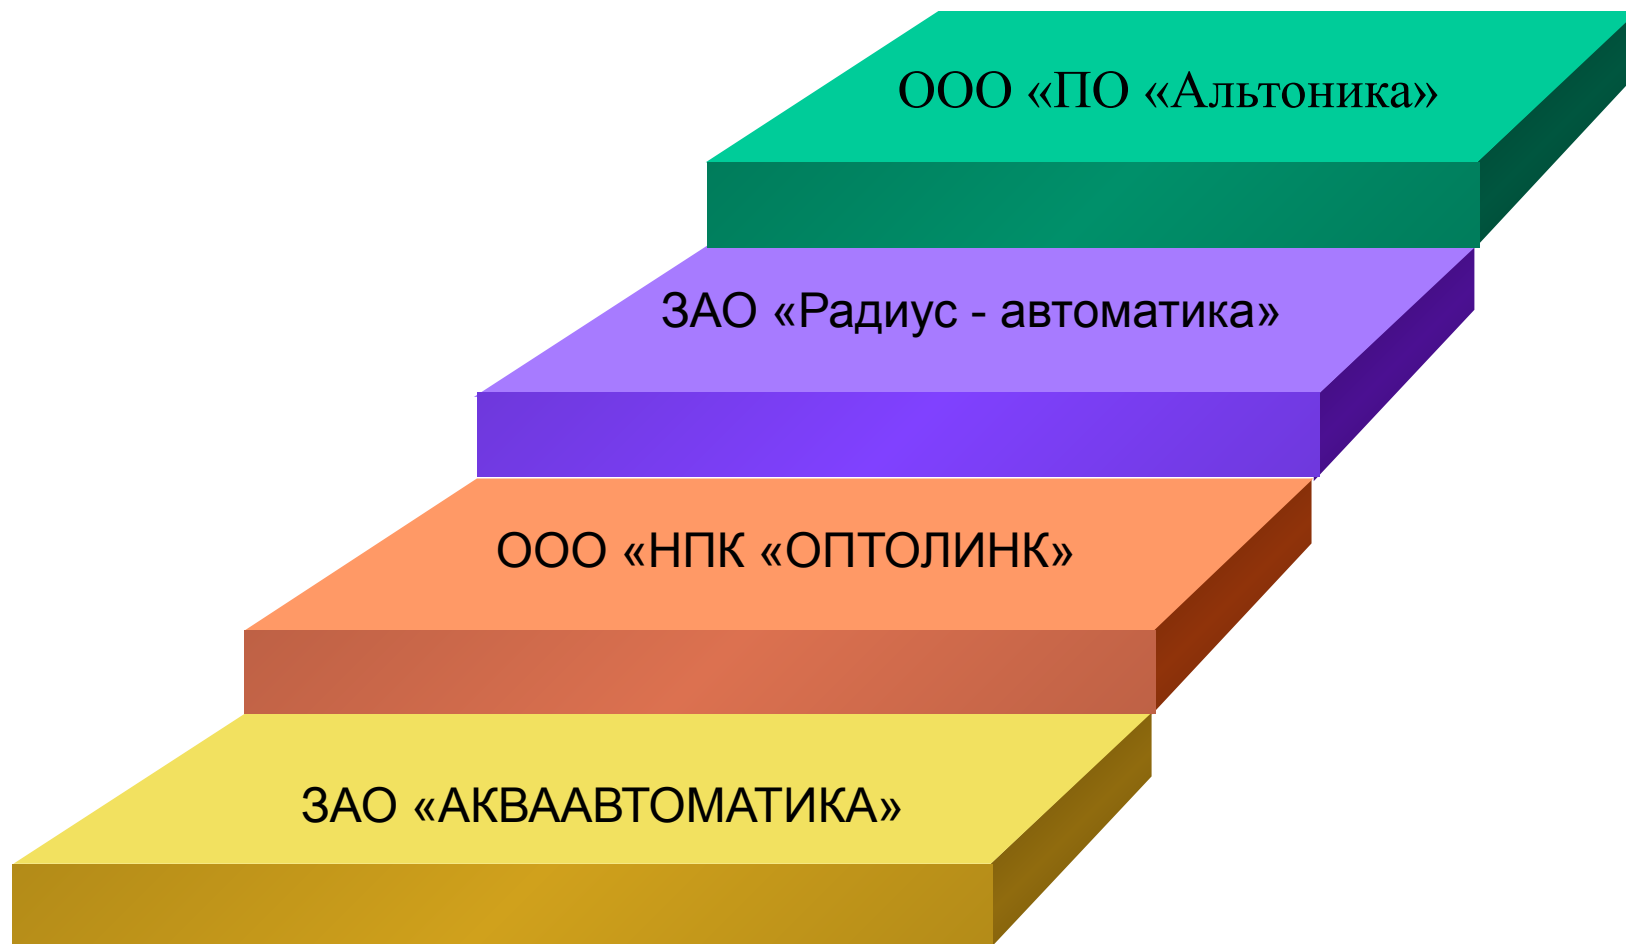 ООО «ПО «Альтоника»
ЗАО «Радиус - автоматика»
ООО «НПК «ОПТОЛИНК»
ЗАО «АКВААВТОМАТИКА»